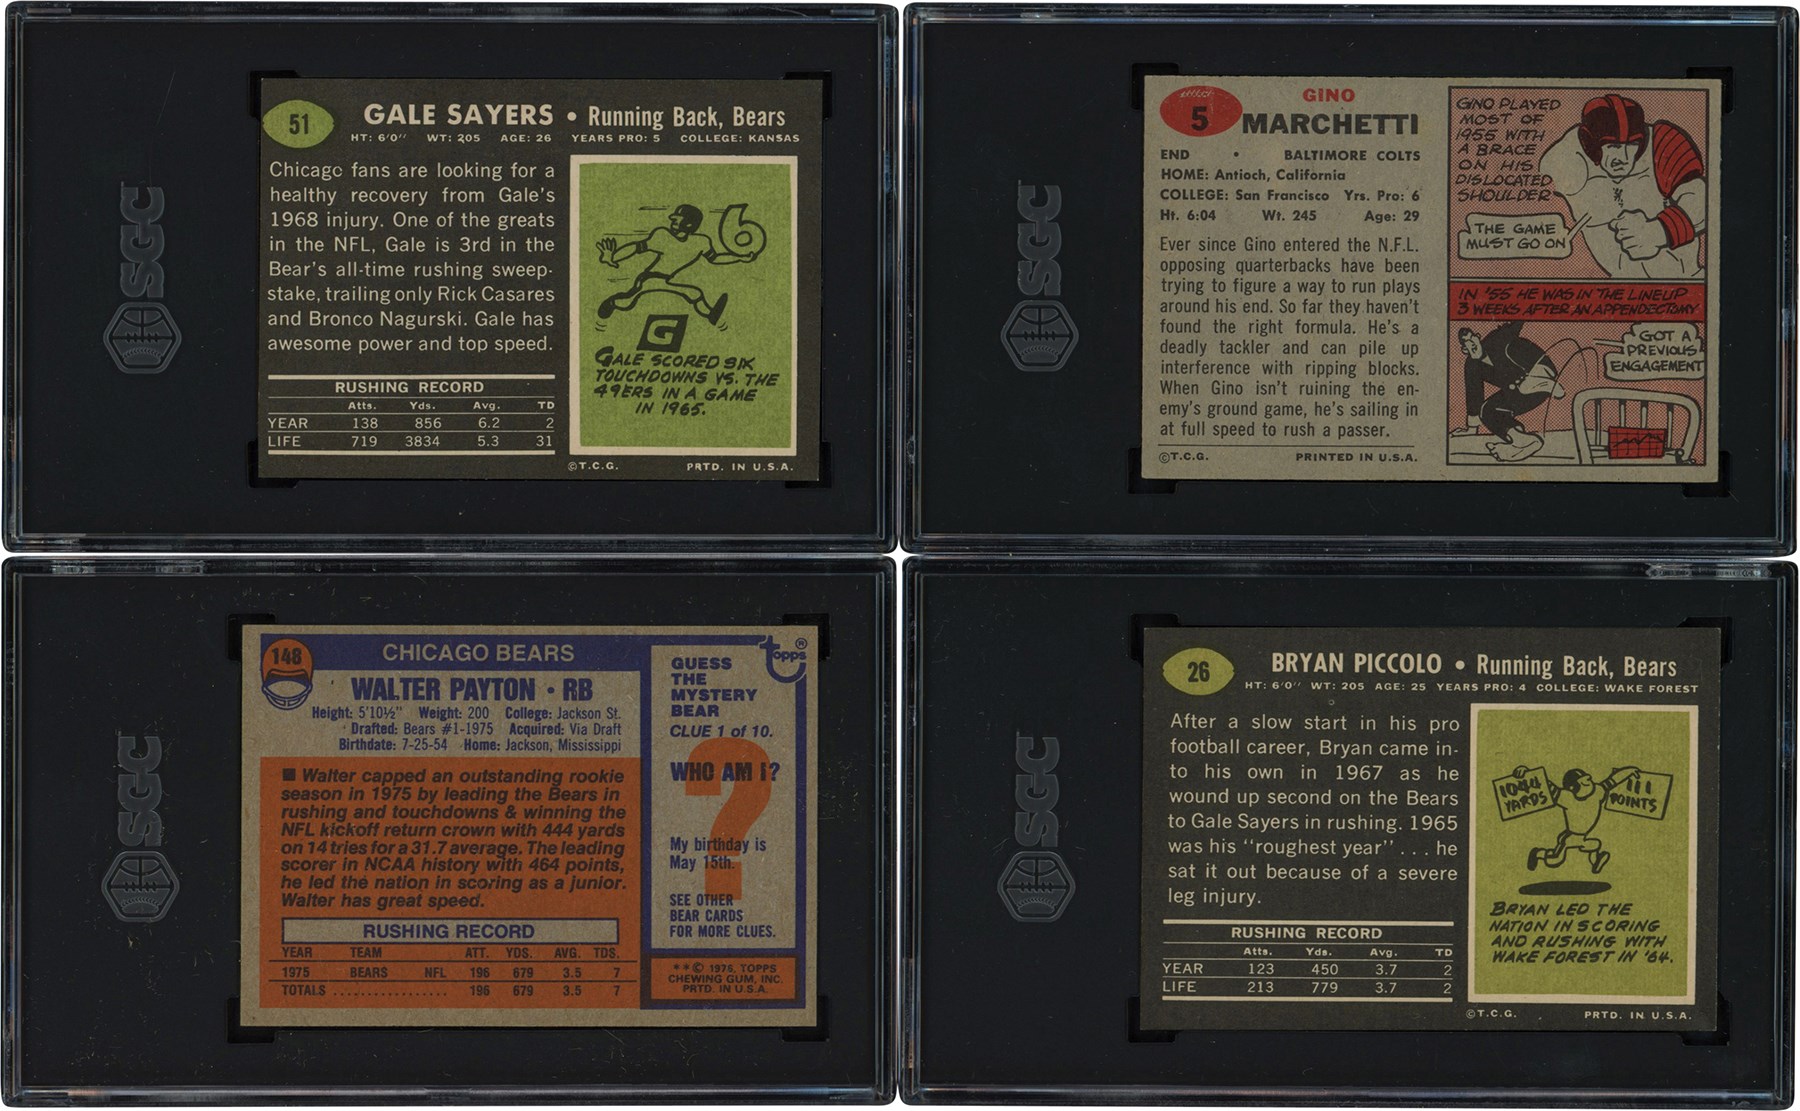 SGC
51
GALE SAYERS • Running Back, Bears
HT: 6'0" WT: 205 AGE: 26 YEARS PRO: 5 COLLEGE: KANSAS
Chicago fans are looking for a
healthy recovery from Gale's
1968 injury. One of the greats
in the NFL, Gale is 3rd in the
Bear's all-time rushing sweep-
stake, trailing only Rick Casares
and Bronco Nagurski. Gale has
awesome power and top speed.
RUSHING RECORD
Atts. Yds. Avg. TD
YEAR 138 856 6.2 2
LIFE 719 3834 5.3 31
6
G
GALE SCORED SIX
TOUCHDOWNS VS. THE
49ERS IN A GAME
IN 1965.
©T.C.G. PRTD. IN U.S.A.
SGC
5
GINO
MARCHETTI
END • BALTIMORE COLTS
HOME: Antioch, California
COLLEGE: San Francisco Yrs. Pro: 6
Ht. 6:04 Wt. 245 Age: 29
Ever since Gino entered the N.F.L.
opposing quarterbacks have been
trying to figure a way to run plays
around his end. So far they haven't
found the right formula. He's a
deadly tackler and can pile up
interference with ripping blocks.
When Gino isn't ruining the en-
emy's ground game, he's sailing in
at full speed to rush a passer.
©T.C.G. PRINTED IN U.S.A.
GINO PLAYED
MOST OF
1955 WITH
A BRACE
ON HIS
DISLOCATED
SHOULDER
THE GAME
MUST GO ON
IN '55 HE WAS IN THE LINEUP
3 WEEKS AFTER AN APPENDECTOMY
GOT A
PREVIOUS
ENGAGEMENT
SGC
148
CHICAGO BEARS
WALTER PAYTON • RB
Height: 5'10½" Weight: 200 College: Jackson St.
Drafted: Bears #1-1975 Acquired: Via Draft
Birthdate: 7-25-54 Home: Jackson, Mississippi
■ Walter capped an outstanding rookie
season in 1975 by leading the Bears in
rushing and touchdowns & winning the
NFL kickoff return crown with 444 yards
on 14 tries for a 31.7 average. The leading
scorer in NCAA history with 464 points,
he led the nation in scoring as a junior.
Walter has great speed.
RUSHING RECORD
YEAR TEAM ATT. YDS. AVG. TDS.
1975 BEARS NFL 196 679 3.5 7
TOTALS ................ 196 679 3.5 7
topps®
GUESS
THE
MYSTERY
BEAR
CLUE 1 of 10.
WHO AM I?
?
My birthday is
May 15th.
SEE OTHER
BEAR CARDS
FOR MORE CLUES.
**© 1976, TOPPS
CHEWING GUM, INC.
PRTD. IN U.S.A.
SGC
26
BRYAN PICCOLO • Running Back, Bears
HT: 6'0" WT: 205 AGE: 25 YEARS PRO: 4 COLLEGE: WAKE FOREST
After a slow start in his pro
football career, Bryan came in-
to his own in 1967 as he
wound up second on the Bears
to Gale Sayers in rushing. 1965
was his "roughest year" . . . he
sat it out because of a severe
leg injury.
RUSHING RECORD
Atts. Yds. Avg. TD
YEAR 123 450 3.7 2
LIFE 213 779 3.7 2
1044
YARDS
111
POINTS
BRYAN LED THE
NATION IN SCORING
AND RUSHING WITH
WAKE FOREST IN '64.
©T.C.G. PRTD. IN U.S.A.